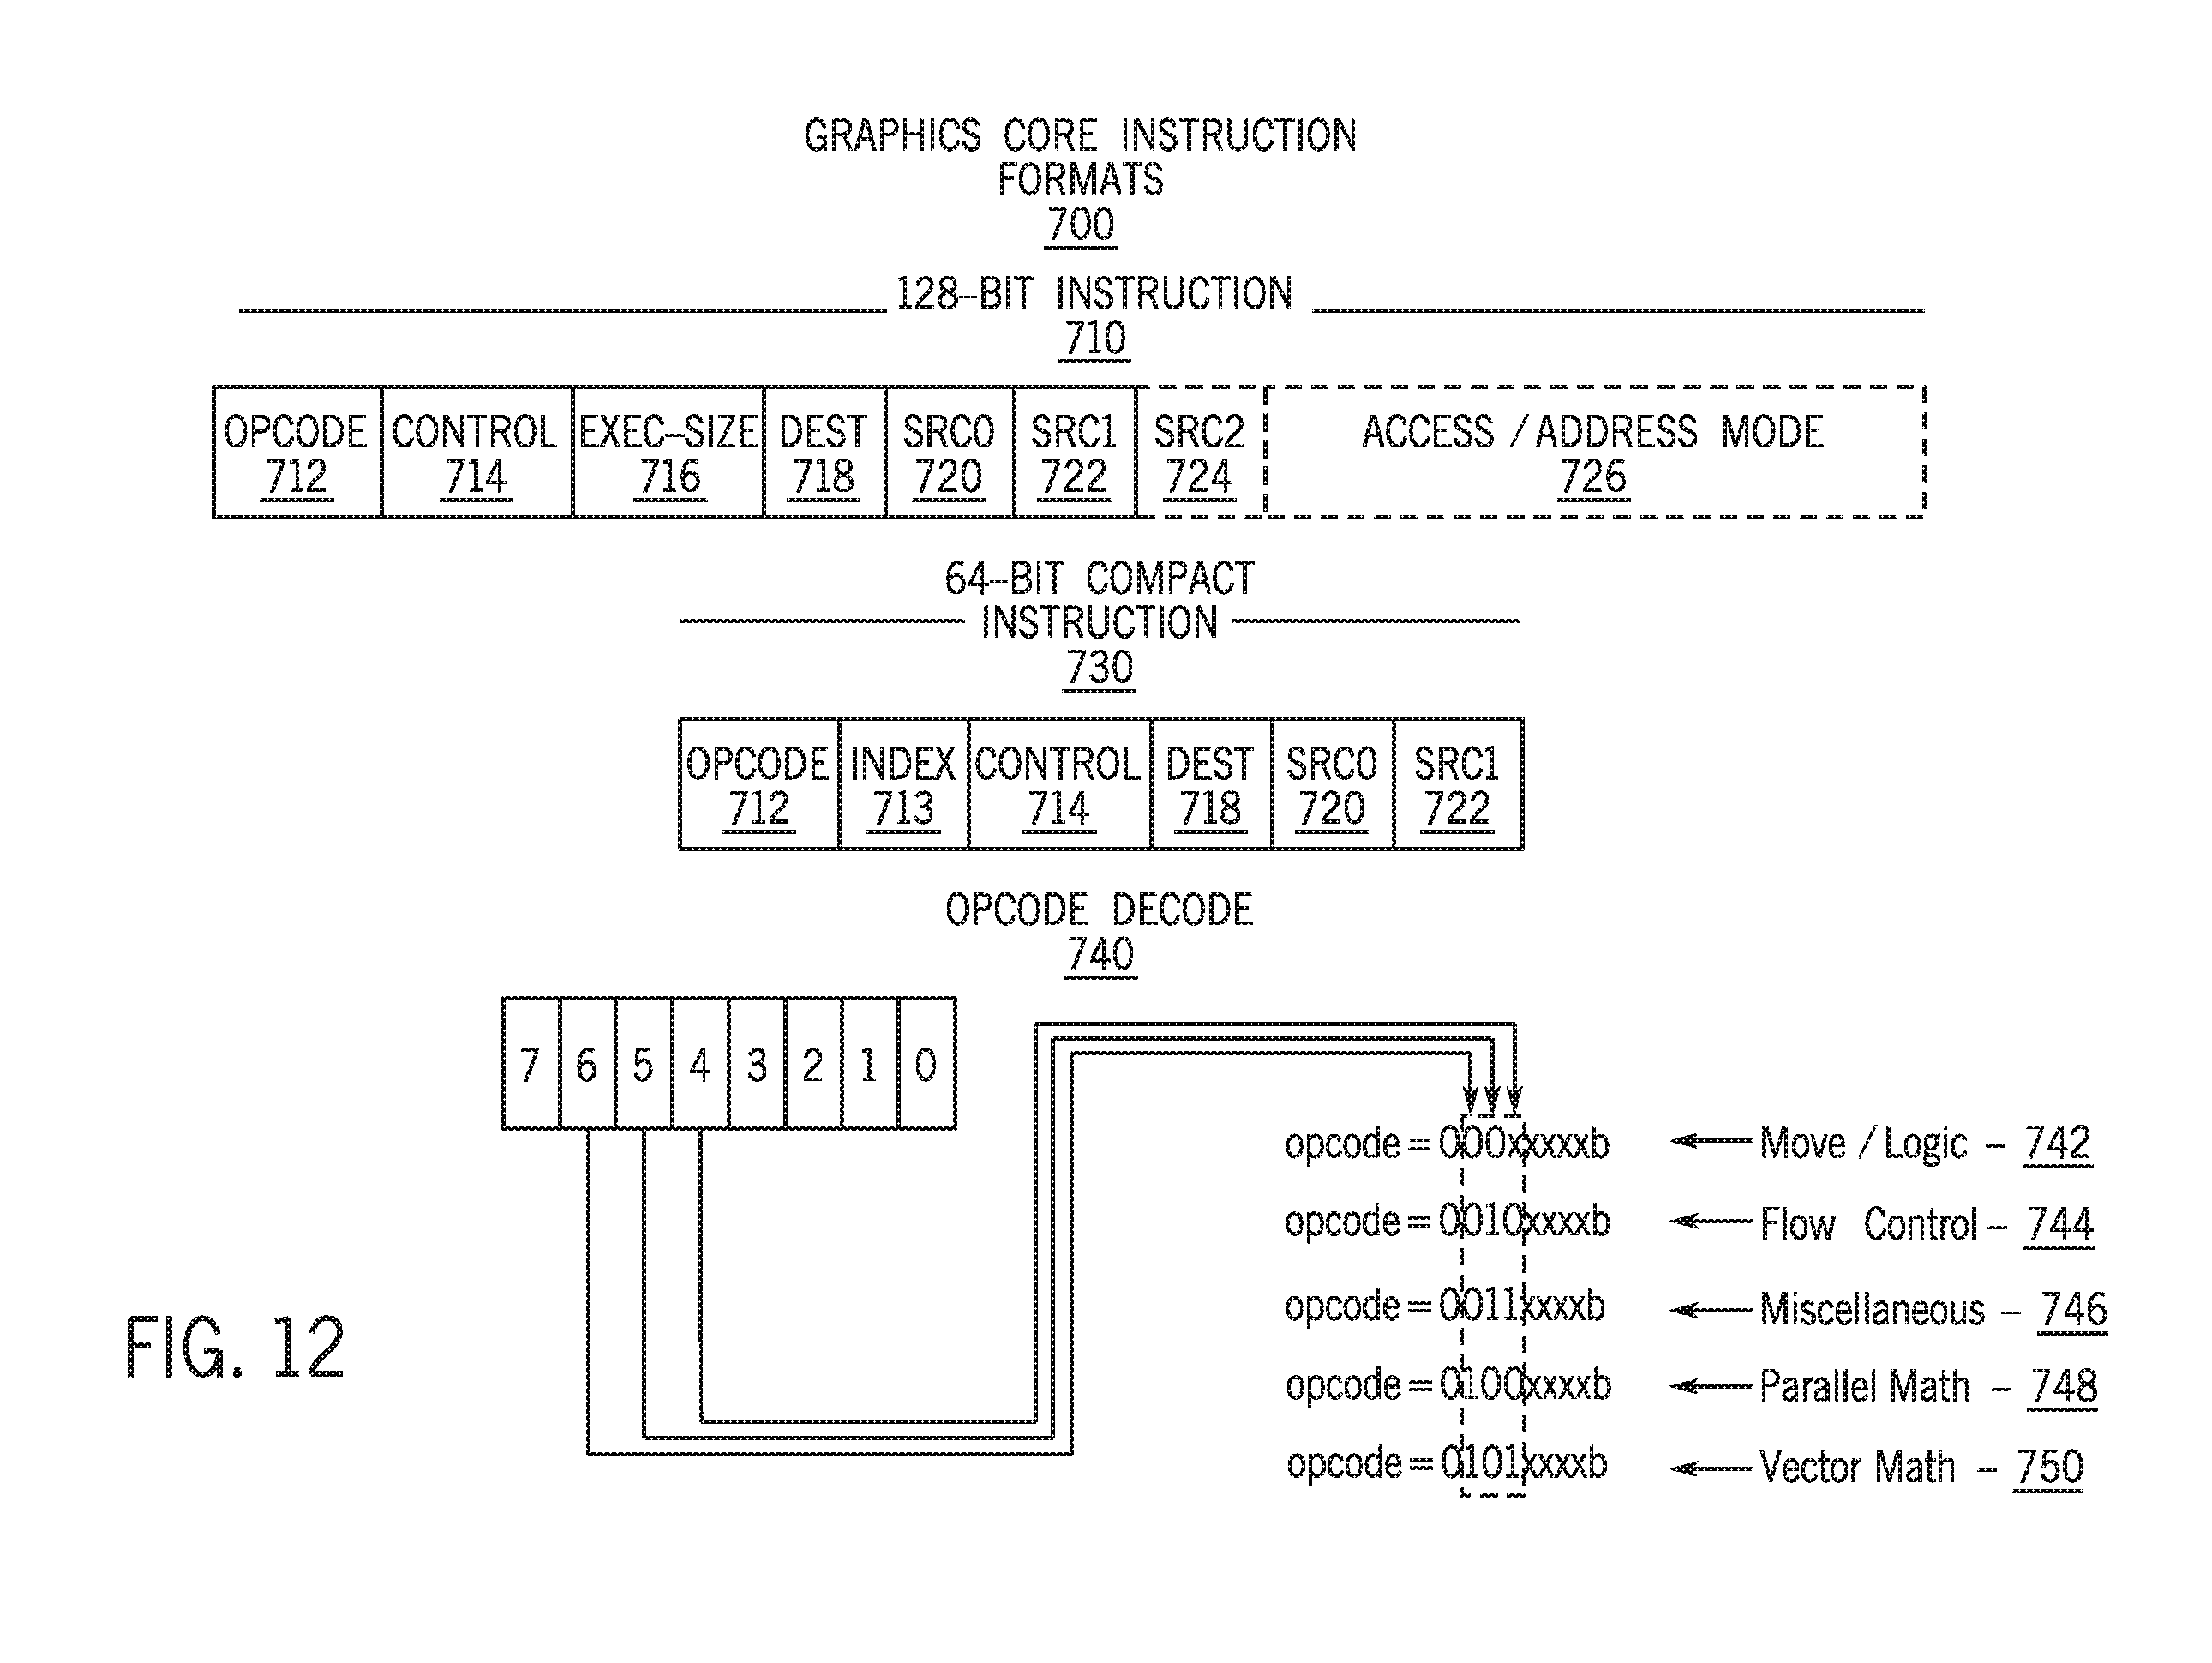 GRAPHICS CORE INSTRUCTION
FORMATS
700
128-BIT INSTRUCTION
710
OPCODE CONTROL EXEC-SIZE DEST SRC0 SRC1 SRC2 ACCESS / ADDRESS MODE
712 714 716 718 720 722 724 726
64-BIT COMPACT
INSTRUCTION
730
OPCODE INDEX CONTROL DEST SRC0 SRC1
712 713 714 718 720 722
OPCODE DECODE
740
7 6 5 4 3 2 1 0
opcode = 000xxxxxb Move / Logic - 742
opcode = 0010xxxxb Flow Control - 744
opcode = 0011xxxxb Miscellaneous - 746
opcode = 0100xxxxb Parallel Math - 748
opcode = 0101xxxxb Vector Math - 750
FIG. 12